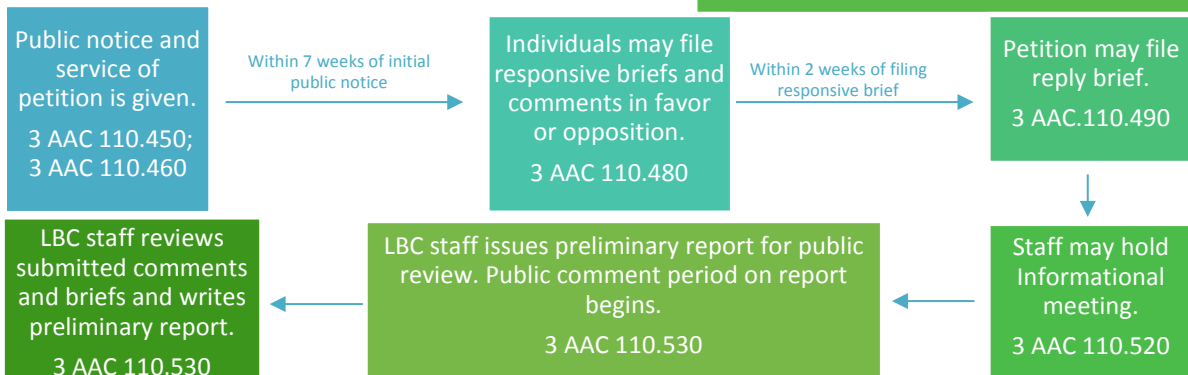 Public notice and
service of
petition is given.
3 AAC 110.450;
3 AAC 110.460
Within 7 weeks of initial
public notice
Individuals may file
responsive briefs and
comments in favor
or opposition.
3 AAC 110.480
Within 2 weeks of filing
responsive brief
Petition may file
reply brief.
3 AAC.110.490
Staff may hold
Informational
meeting.
3 AAC 110.520
LBC staff issues preliminary report for public
review. Public comment period on report
begins.
3 AAC 110.530
LBC staff reviews
submitted comments
and briefs and writes
preliminary report.
3 AAC 110.530